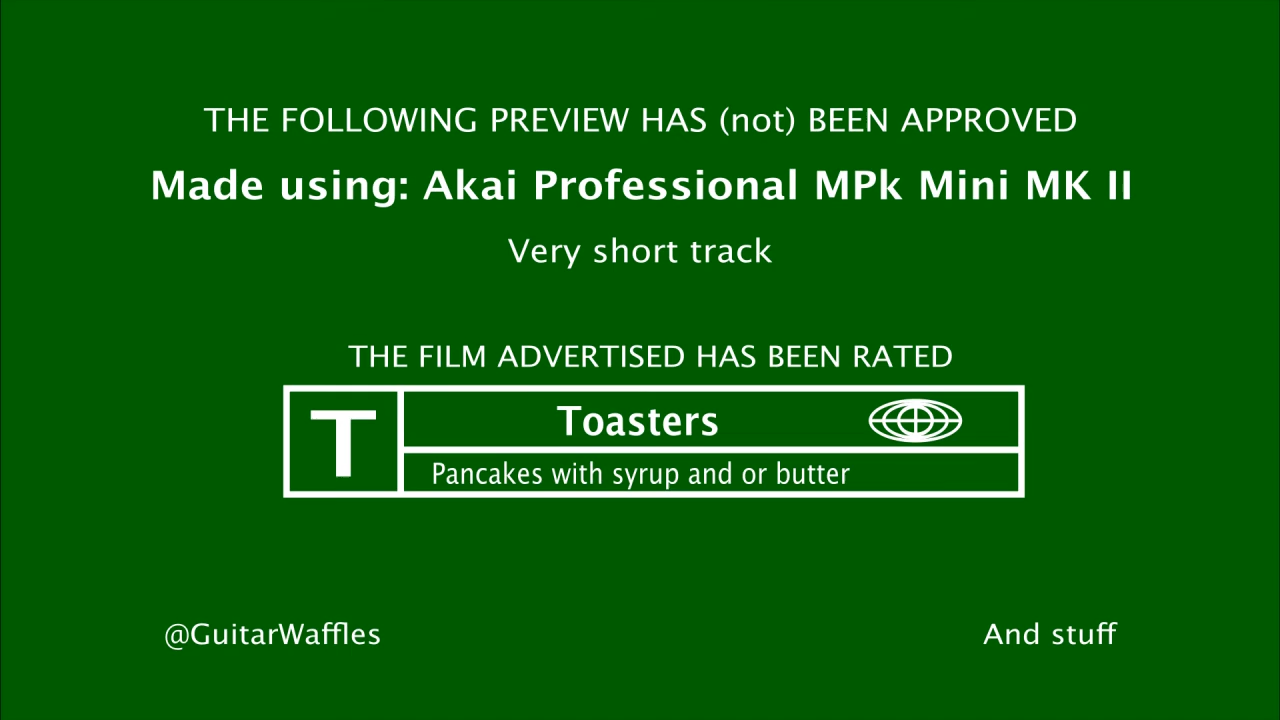 THE FOLLOWING PREVIEW HAS (not) BEEN APPROVED
Made using: Akai Professional MPk Mini MK II
Very short track
THE FILM ADVERTISED HAS BEEN RATED
T
Toasters
Pancakes with syrup and or butter
@GuitarWaffles
And stuff